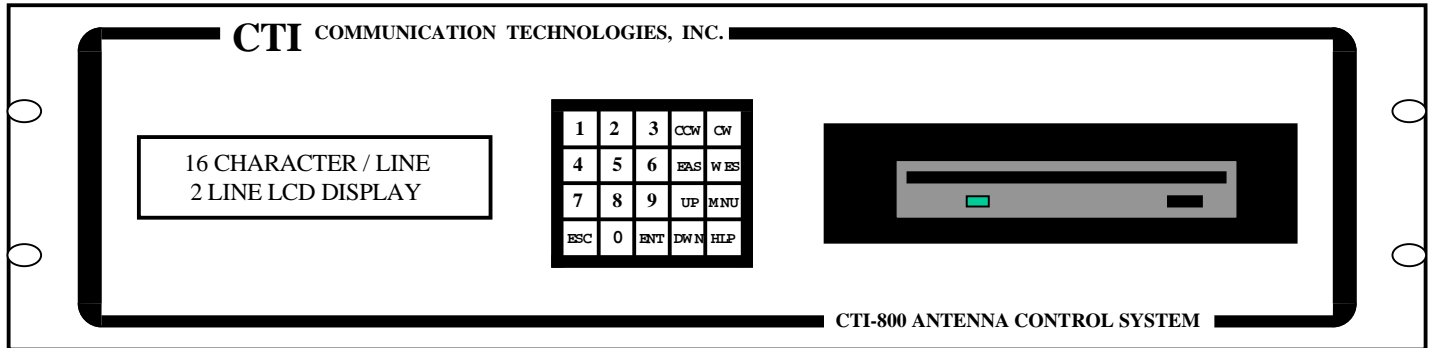 CTI COMMUNICATION TECHNOLOGIES, INC.
16 CHARACTER / LINE
2 LINE LCD DISPLAY
1 2 3 CCW CW
4 5 6 EAS WES
7 8 9 UP MNU
ESC 0 ENT DWN HLP
CTI-800 ANTENNA CONTROL SYSTEM